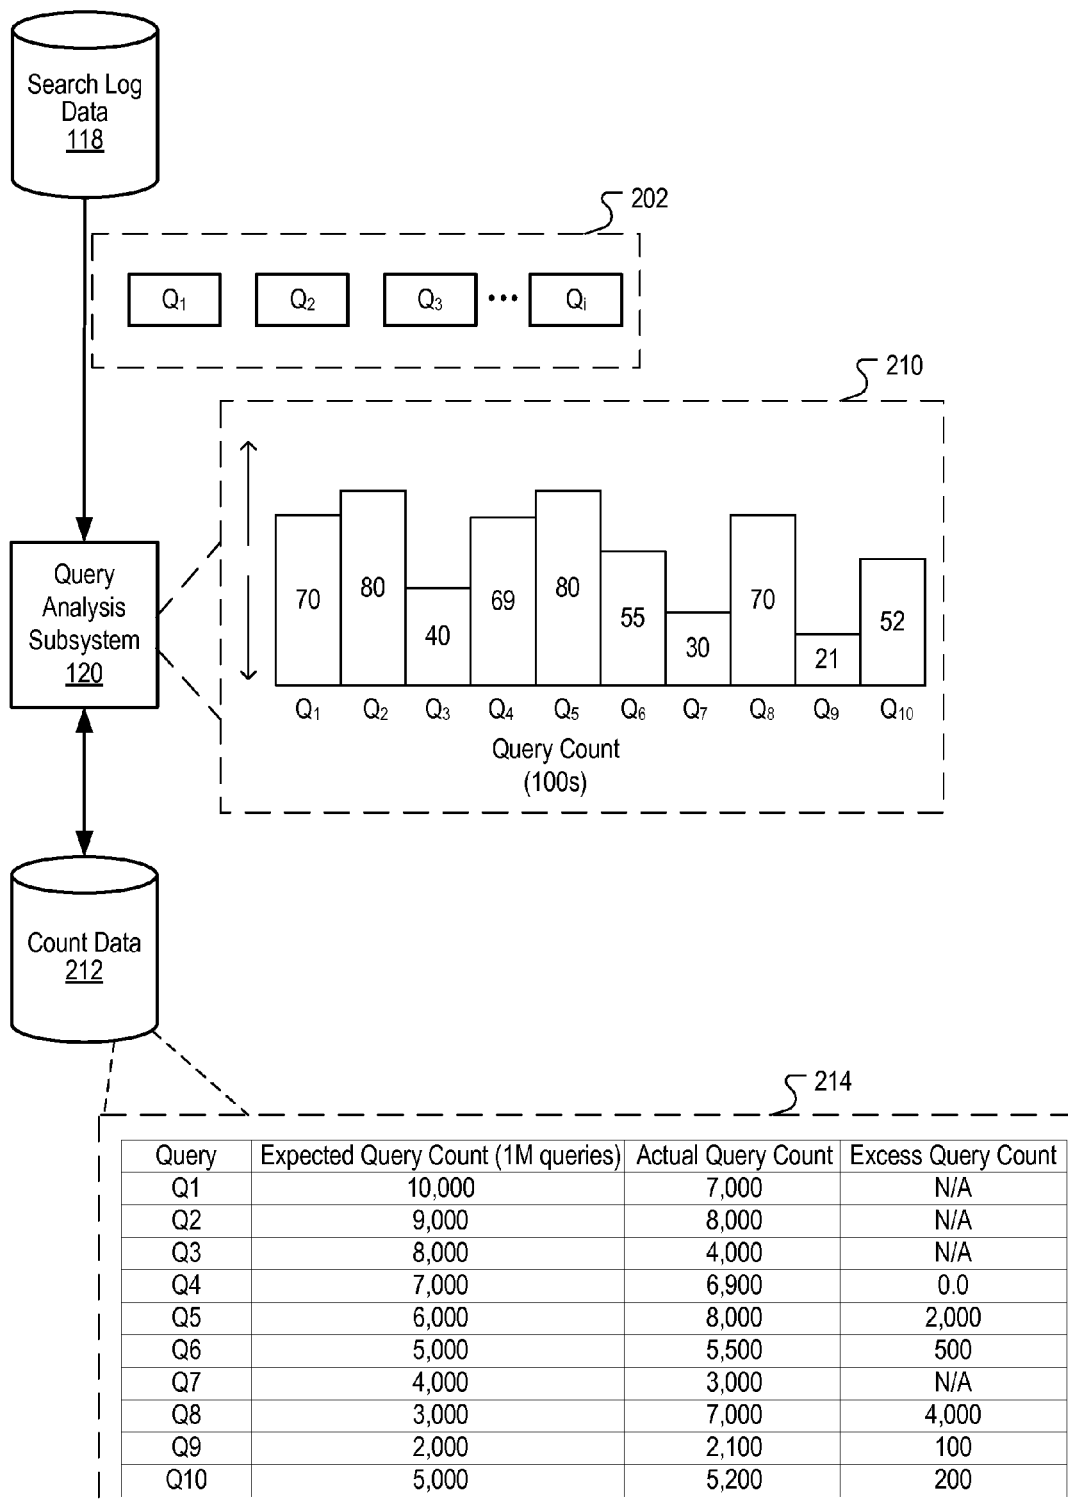 Search Log
Data
118
202
Q1 Q2 Q3 ••• Qi
210
Query
Analysis
Subsystem
120
70 80 40 69 80 55 30 70 21 52
Q1 Q2 Q3 Q4 Q5 Q6 Q7 Q8 Q9 Q10
Query Count
(100s)
Count Data
212
214
Query Expected Query Count (1M queries) Actual Query Count Excess Query Count
Q1 10,000 7,000 N/A
Q2 9,000 8,000 N/A
Q3 8,000 4,000 N/A
Q4 7,000 6,900 0.0
Q5 6,000 8,000 2,000
Q6 5,000 5,500 500
Q7 4,000 3,000 N/A
Q8 3,000 7,000 4,000
Q9 2,000 2,100 100
Q10 5,000 5,200 200